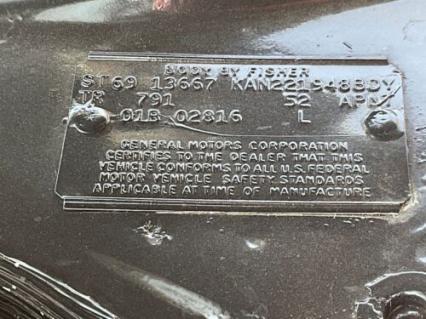 BODY BY FISHER
ST69 13667 KAN221948BDY
TR 791 52
01B 02816 L
GENERAL MOTORS CORPORATION
CERTIFIES TO THE DEALER THAT THIS
VEHICLE CONFORMS TO ALL U.S. FEDERAL
MOTOR VEHICLE SAFETY STANDARDS
APPLICABLE AT TIME OF MANUFACTURE